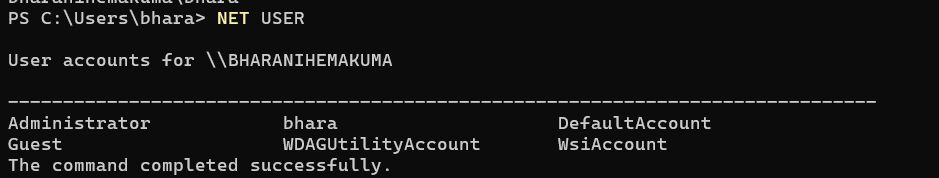 PS C:\Users\bhara> NET USER
User accounts for \\BHARANIHEMAKUMA
-------------------------------------------------------------------------------
Administrator            bhara                    DefaultAccount
Guest                    WDAGUtilityAccount       WsiAccount
The command completed successfully.